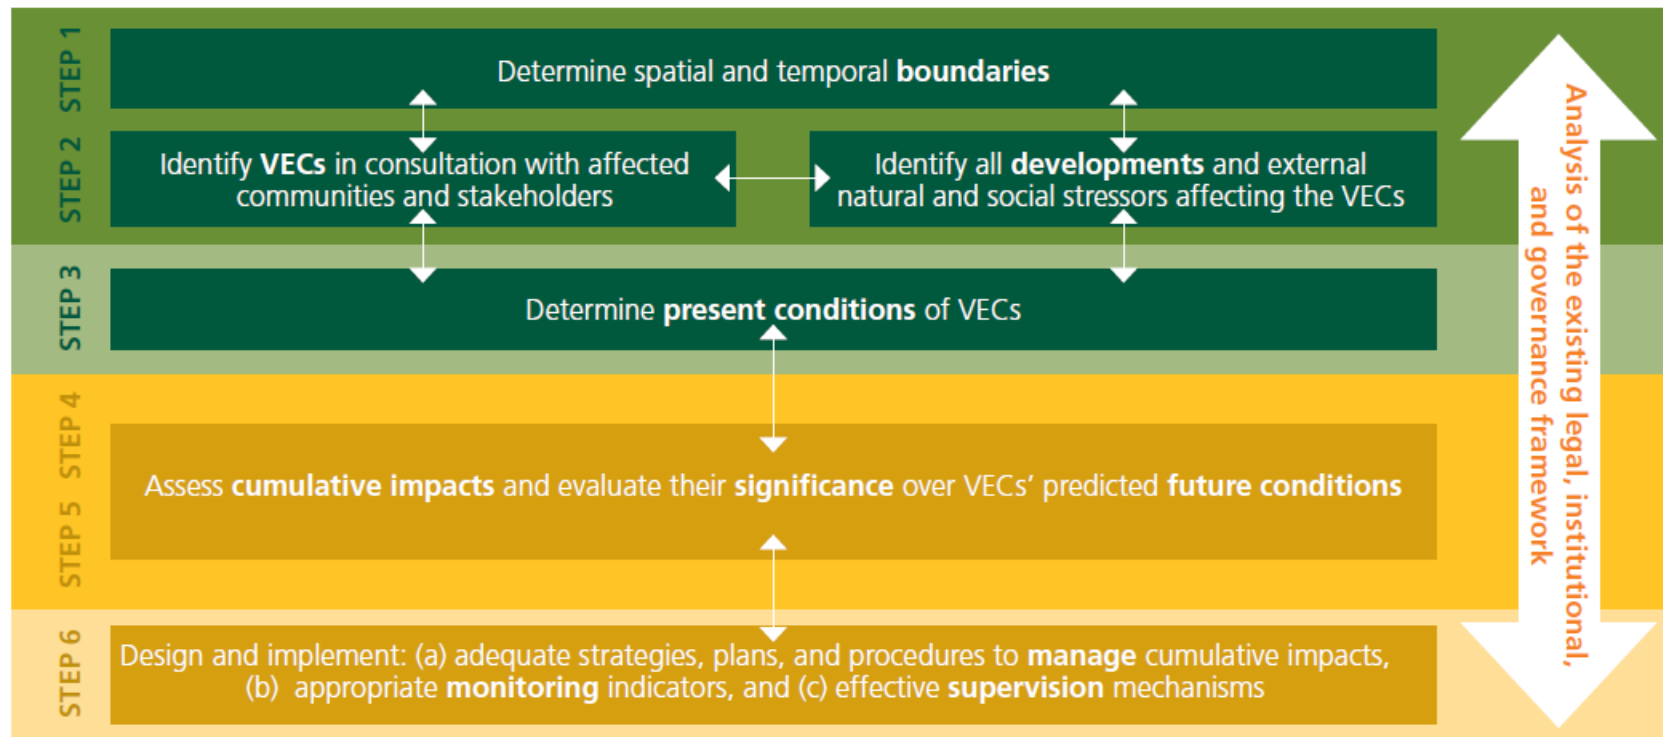 STEP 1
Determine spatial and temporal boundaries
STEP 2
Identify VECs in consultation with affected
communities and stakeholders
Identify all developments and external
natural and social stressors affecting the VECs
STEP 3
Determine present conditions of VECs
STEP 4
STEP 5
Assess cumulative impacts and evaluate their significance over VECs’ predicted future conditions
STEP 6
Design and implement: (a) adequate strategies, plans, and procedures to manage cumulative impacts,
(b) appropriate monitoring indicators, and (c) effective supervision mechanisms
Analysis of the existing legal, institutional,
and governance framework